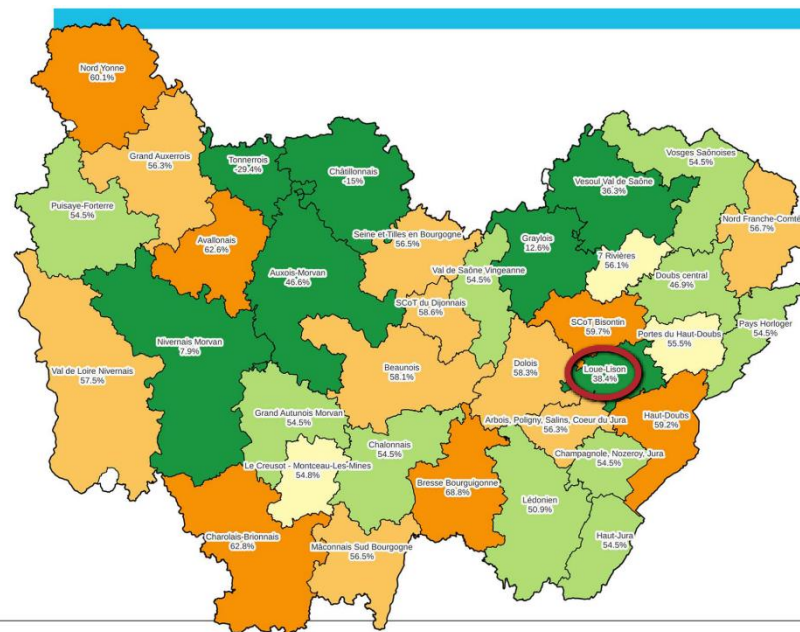 Nord Yonne
60.1%
Grand Auxerrois
56.3%
Tonnerrois
-29.4%
Châtillonnais
-15%
Vosges Saônoises
54.5%
Vesoul Val de Saône
36.3%
Puisaye-Forterre
54.5%
Nord Franche-Comté
56.7%
Avallonais
62.6%
Seine et-Tilles en Bourgogne
56.5%
Graylois
12.6%
7 Rivières
56.1%
Auxois-Morvan
46.6%
Val de Saône Vingeanne
54.5%
Doubs central
46.9%
SCoT du Dijonnais
58.6%
SCoT Bisontin
59.7%
Pays Horloger
54.5%
Portes du Haut-Doubs
55.5%
Nivernais Morvan
7.9%
Val de Loire Nivernais
57.5%
Beaunois
58.1%
Dolois
58.3%
Loue-Lison
38.4%
Grand Autunois Morvan
54.5%
Arbois, Poligny, Salins, Coeur du Jura
56.3%
Haut-Doubs
59.2%
Chalonnais
54.5%
Champagnole, Nozeroy, Jura
54.5%
Le Creusot - Montceau-Les-Mines
54.8%
Bresse Bourguigonne
68.8%
Lédonien
50.9%
Charolais-Brionnais
62.8%
Mâconnais Sud Bourgogne
56.5%
Haut-Jura
54.5%